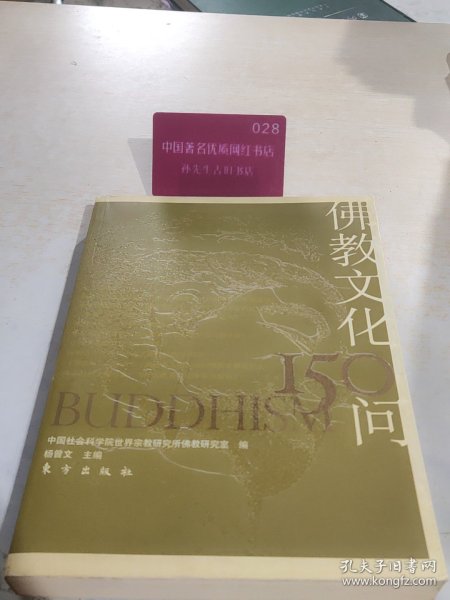 028
中国著名优质网红书店
孙先生古旧书店
佛教文化
150
问
BUDDHISM
中国社会科学院世界宗教研究所佛教研究室 编
杨曾文 主编
东方出版社
孔夫子旧书网
www.kongfz.com